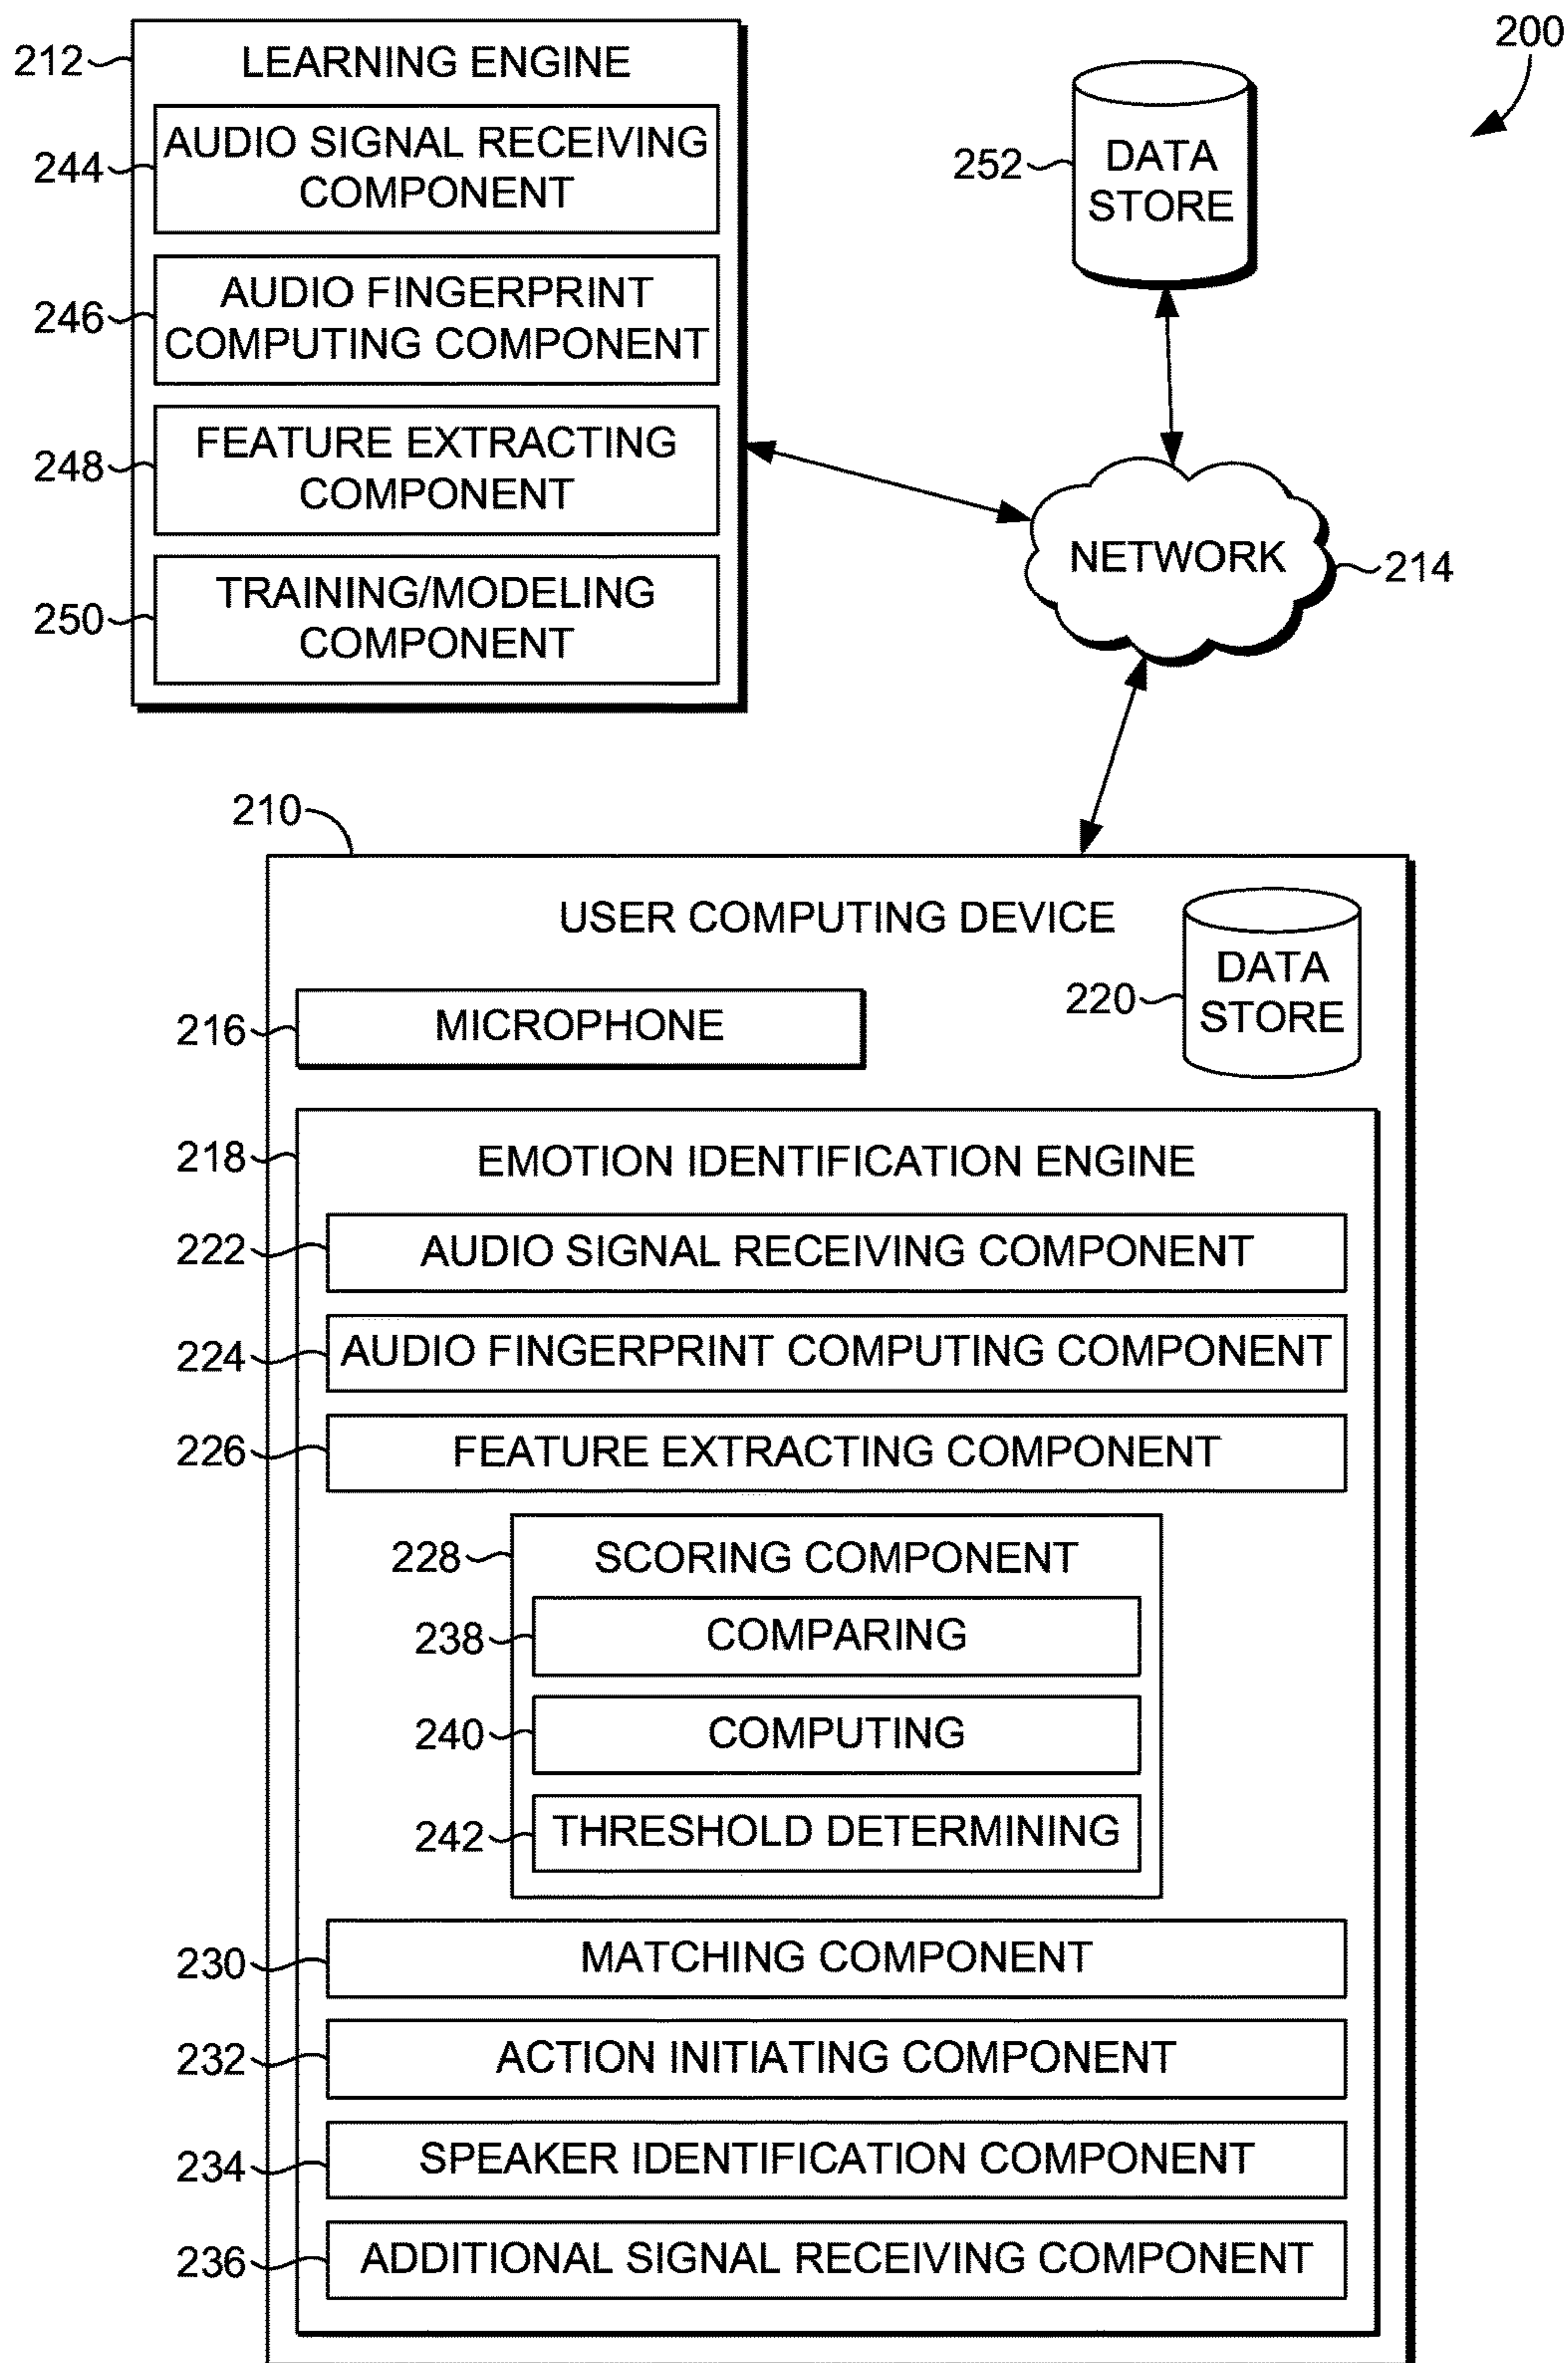 200
212
LEARNING ENGINE
244
AUDIO SIGNAL RECEIVING
COMPONENT
246
AUDIO FINGERPRINT
COMPUTING COMPONENT
248
FEATURE EXTRACTING
COMPONENT
250
TRAINING/MODELING
COMPONENT
252
DATA
STORE
NETWORK
214
210
USER COMPUTING DEVICE
216
MICROPHONE
220
DATA
STORE
218
EMOTION IDENTIFICATION ENGINE
222
AUDIO SIGNAL RECEIVING COMPONENT
224
AUDIO FINGERPRINT COMPUTING COMPONENT
226
FEATURE EXTRACTING COMPONENT
228
SCORING COMPONENT
238
COMPARING
240
COMPUTING
242
THRESHOLD DETERMINING
230
MATCHING COMPONENT
232
ACTION INITIATING COMPONENT
234
SPEAKER IDENTIFICATION COMPONENT
236
ADDITIONAL SIGNAL RECEIVING COMPONENT